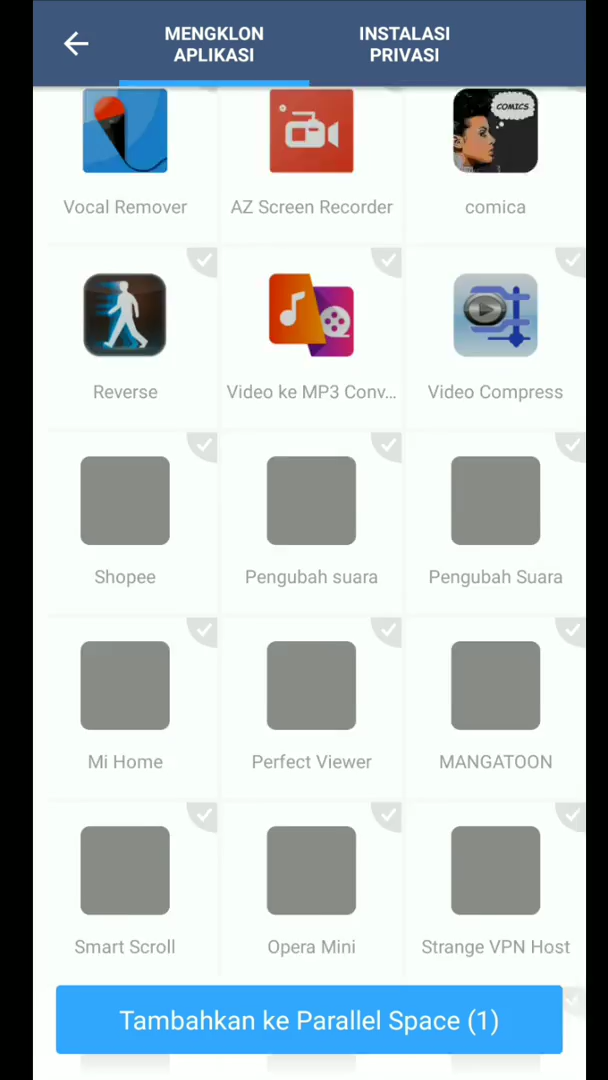 MENGKLON
APLIKASI
INSTALASI
PRIVASI
COMICS
Vocal Remover
AZ Screen Recorder
comica
Reverse
Video ke MP3 Conv...
Video Compress
Shopee
Pengubah suara
Pengubah Suara
Mi Home
Perfect Viewer
MANGATOON
Smart Scroll
Opera Mini
Strange VPN Host
Tambahkan ke Parallel Space (1)